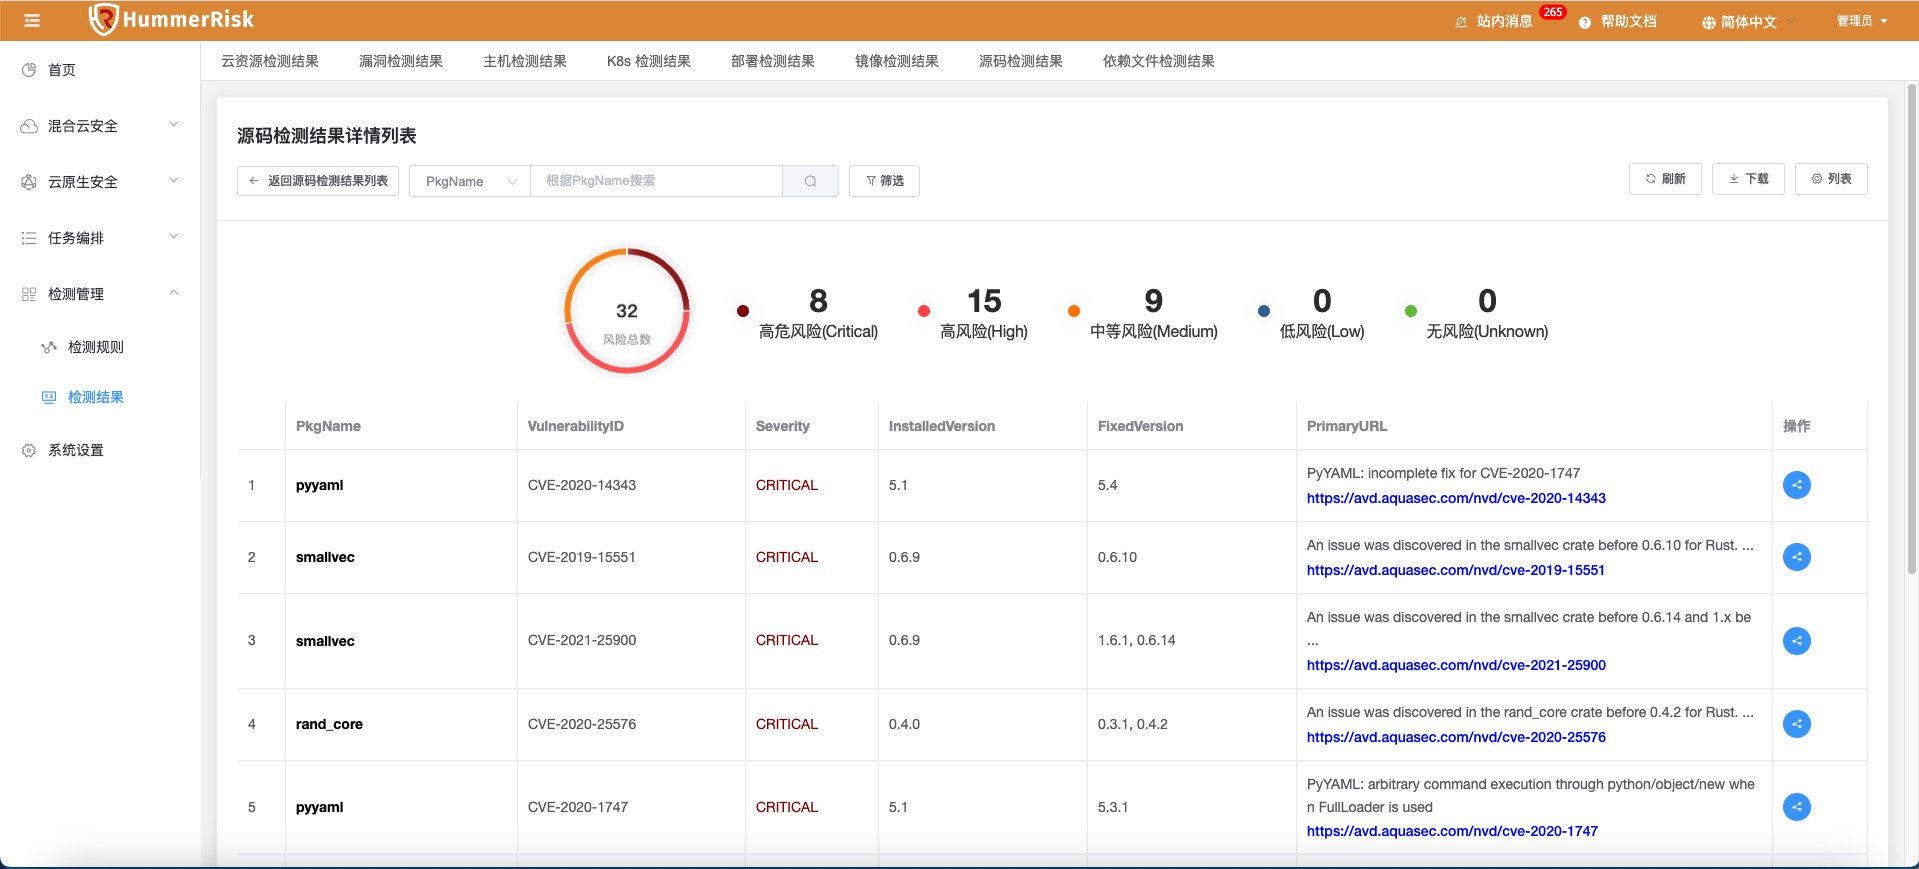 HummerRisk
站内消息
265
帮助文档
简体中文
管理员
首页
混合云安全
云原生安全
任务编排
检测管理
检测规则
检测结果
系统设置
云资源检测结果
漏洞检测结果
主机检测结果
K8s 检测结果
部署检测结果
镜像检测结果
源码检测结果
依赖文件检测结果
源码检测结果详情列表
返回源码检测结果列表
PkgName
根据PkgName搜索
筛选
刷新
下载
列表
32
风险总数
8
高危风险(Critical)
15
高风险(High)
9
中等风险(Medium)
0
低风险(Low)
0
无风险(Unknown)
PkgName VulnerabilityID Severity InstalledVersion FixedVersion PrimaryURL 操作
1 pyyaml CVE-2020-14343 CRITICAL 5.1 5.4
PyYAML: incomplete fix for CVE-2020-1747
https://avd.aquasec.com/nvd/cve-2020-14343
2 smallvec CVE-2019-15551 CRITICAL 0.6.9 0.6.10
An issue was discovered in the smallvec crate before 0.6.10 for Rust. ...
https://avd.aquasec.com/nvd/cve-2019-15551
3 smallvec CVE-2021-25900 CRITICAL 0.6.9 1.6.1, 0.6.14
An issue was discovered in the smallvec crate before 0.6.14 and 1.x be
...
https://avd.aquasec.com/nvd/cve-2021-25900
4 rand_core CVE-2020-25576 CRITICAL 0.4.0 0.3.1, 0.4.2
An issue was discovered in the rand_core crate before 0.4.2 for Rust. ...
https://avd.aquasec.com/nvd/cve-2020-25576
5 pyyaml CVE-2020-1747 CRITICAL 5.1 5.3.1
PyYAML: arbitrary command execution through python/object/new whe
n FullLoader is used
https://avd.aquasec.com/nvd/cve-2020-1747